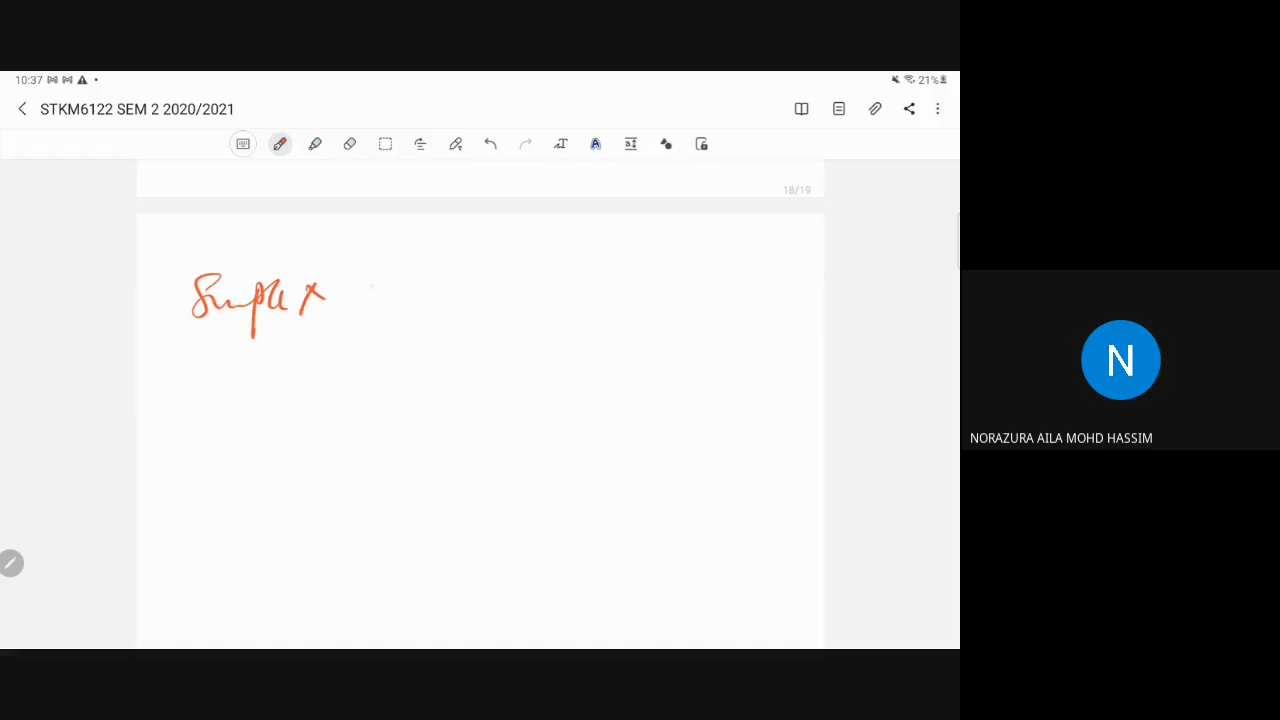 10:37
21%
STKM6122 SEM 2 2020/2021
18/19
Simplex
N
NORAZURA AILA MOHD HASSIM